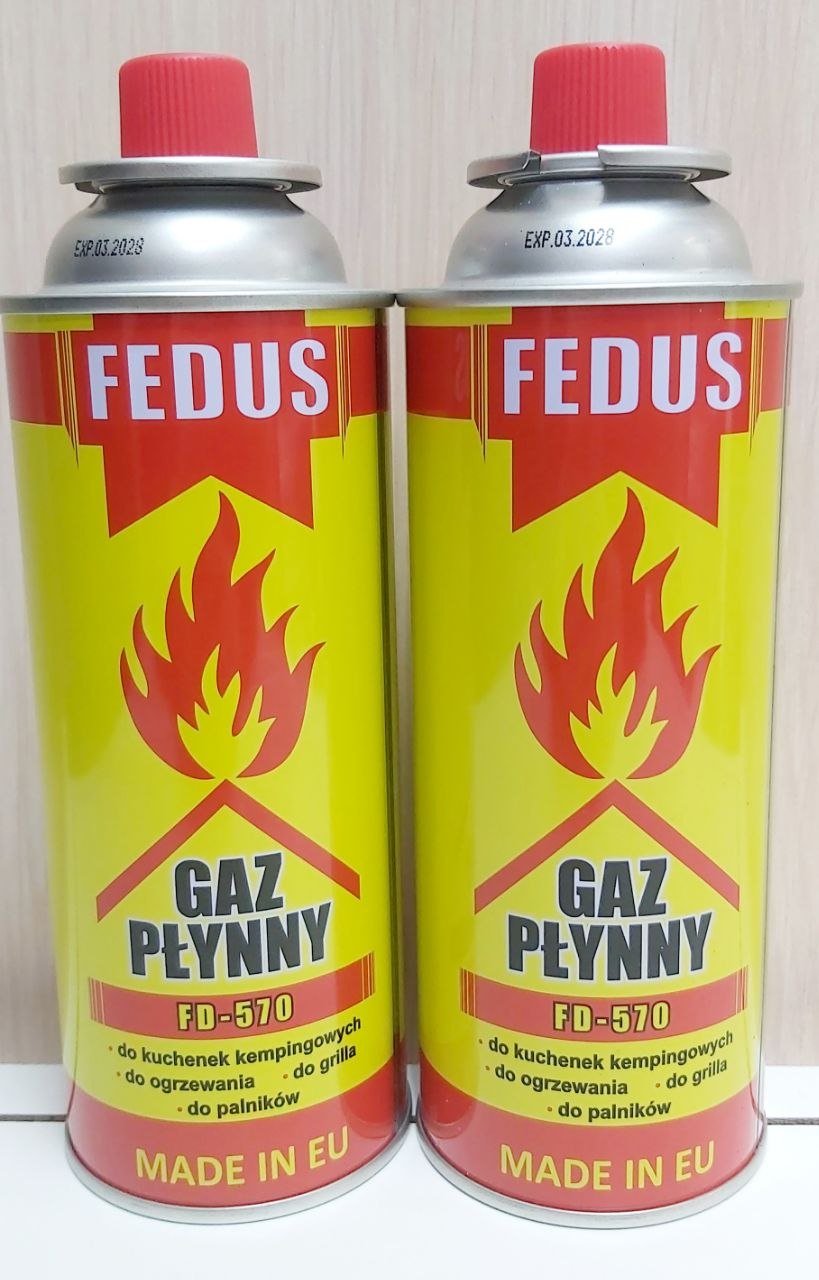 EXP.03.2028
FEDUS
GAZ
PŁYNNY
FD-570
• do kuchenek kempingowych
• do ogrzewania • do grilla
• do palników
MADE IN EU
EXP.03.2028
FEDUS
GAZ
PŁYNNY
FD-570
• do kuchenek kempingowych
• do ogrzewania • do grilla
• do palników
MADE IN EU